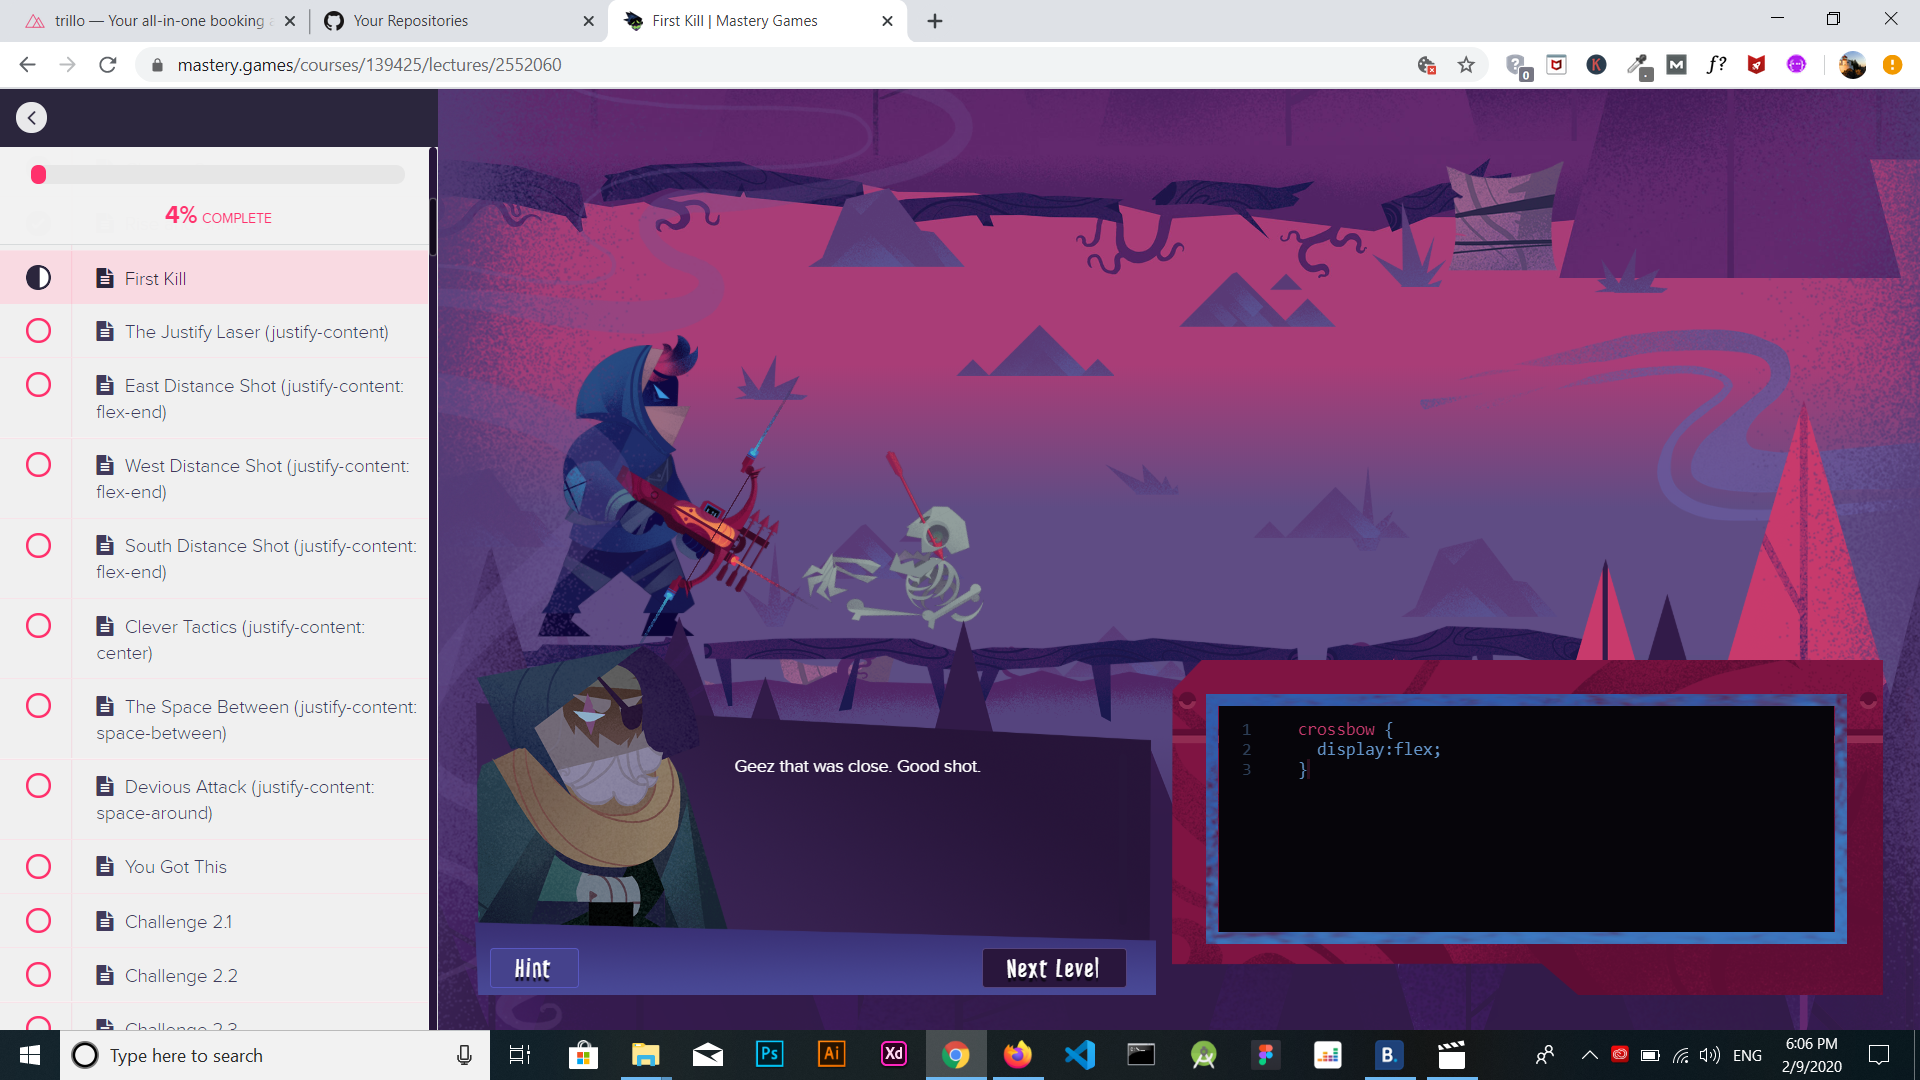 trillo — Your all-in-one booking a
Your Repositories
First Kill | Mastery Games
mastery.games/courses/139425/lectures/2552060
4% COMPLETE
First Kill
The Justify Laser (justify-content)
East Distance Shot (justify-content:
flex-end)
West Distance Shot (justify-content:
flex-end)
South Distance Shot (justify-content:
flex-end)
Clever Tactics (justify-content:
center)
The Space Between (justify-content:
space-between)
Devious Attack (justify-content:
space-around)
You Got This
Challenge 2.1
Challenge 2.2
Challenge 2.3
Geez that was close. Good shot.
Hint
Next Level
1 crossbow {
2 display:flex;
3 }
Type here to search
Ps
Ai
Xd
B.
ENG
6:06 PM
2/9/2020